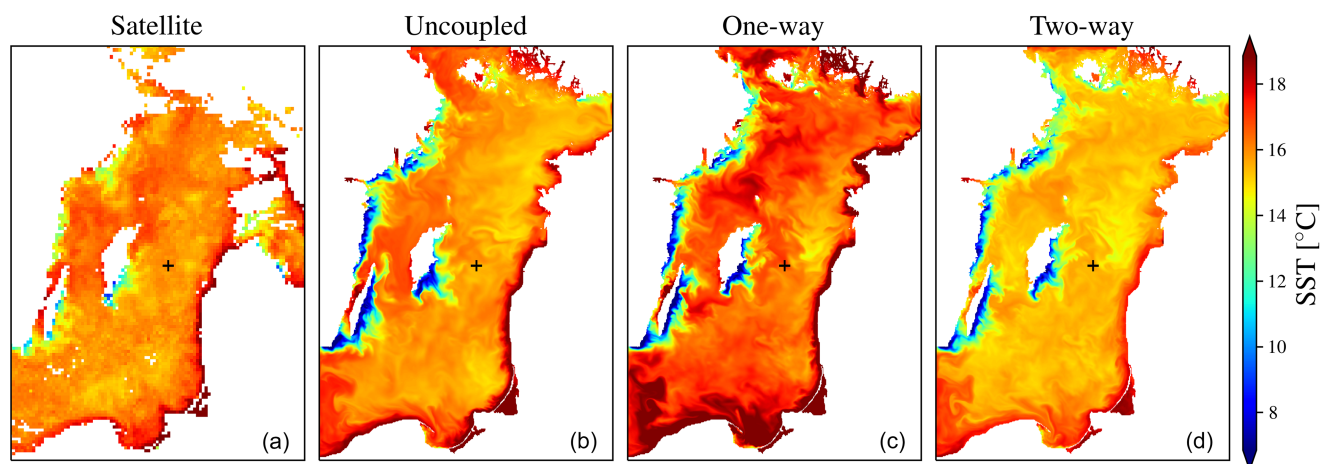 Satellite
Uncoupled
One-way
Two-way
(a)
(b)
(c)
(d)
18
16
14
12
10
8
SST [°C]